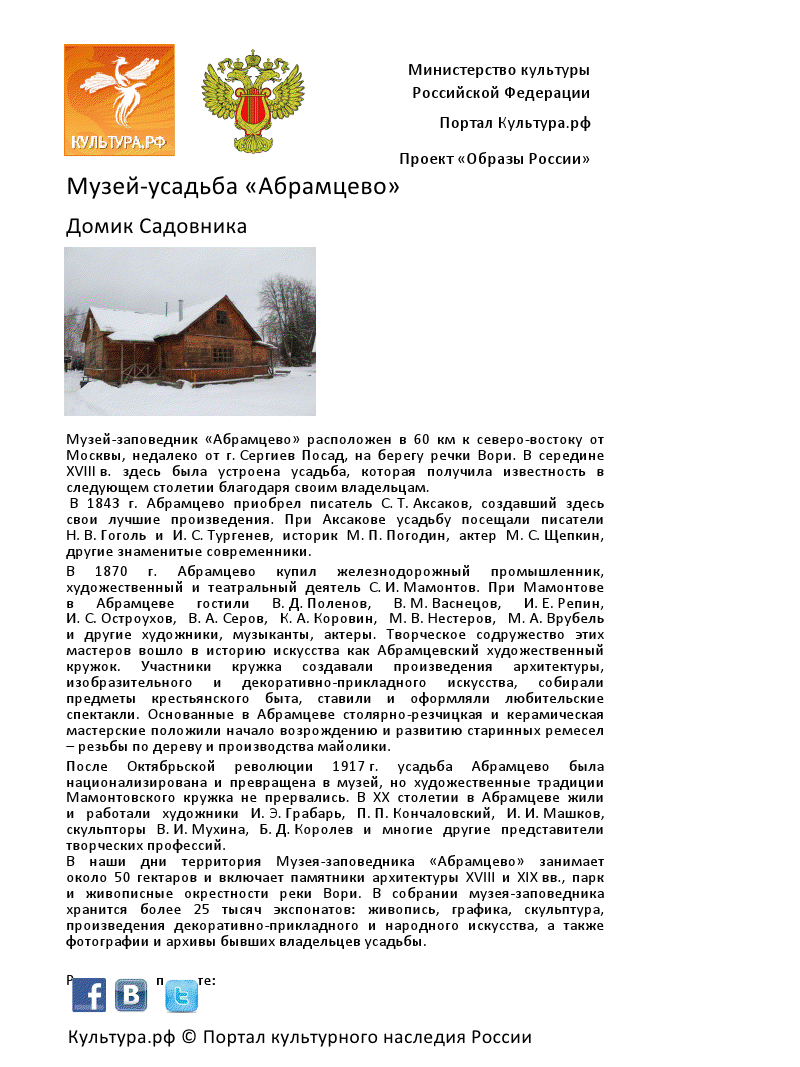 КУЛЬТУРА.РФ
Министерство культуры
Российской Федерации
Портал Культура.рф
Проект «Образы России»
Музей-усадьба «Абрамцево»
Домик Садовника
Музей-заповедник «Абрамцево» расположен в 60 км к северо-востоку от
Москвы, недалеко от г. Сергиев Посад, на берегу речки Вори. В середине
XVIII в. здесь была устроена усадьба, которая получила известность в
следующем столетии благодаря своим владельцам.
В 1843 г. Абрамцево приобрел писатель С. Т. Аксаков, создавший здесь
свои лучшие произведения. При Аксакове усадьбу посещали писатели
Н. В. Гоголь и И. С. Тургенев, историк М. П. Погодин, актер М. С. Щепкин,
другие знаменитые современники.
В 1870 г. Абрамцево купил железнодорожный промышленник,
художественный и театральный деятель С. И. Мамонтов. При Мамонтове
в Абрамцеве гостили В. Д. Поленов, В. М. Васнецов, И. Е. Репин,
И. С. Остроухов, В. А. Серов, К. А. Коровин, М. В. Нестеров, М. А. Врубель
и другие художники, музыканты, актеры. Творческое содружество этих
мастеров вошло в историю искусства как Абрамцевский художественный
кружок. Участники кружка создавали произведения архитектуры,
изобразительного и декоративно-прикладного искусства, собирали
предметы крестьянского быта, ставили и оформляли любительские
спектакли. Основанные в Абрамцеве столярно-резчицкая и керамическая
мастерские положили начало возрождению и развитию старинных ремесел
– резьбы по дереву и производства майолики.
После Октябрьской революции 1917 г. усадьба Абрамцево была
национализирована и превращена в музей, но художественные традиции
Мамонтовского кружка не прервались. В XX столетии в Абрамцеве жили
и работали художники И. Э. Грабарь, П. П. Кончаловский, И. И. Машков,
скульпторы В. И. Мухина, Б. Д. Королев и многие другие представители
творческих профессий.
В наши дни территория Музея-заповедника «Абрамцево» занимает
около 50 гектаров и включает памятники архитектуры XVIII и XIX вв., парк
и живописные окрестности реки Вори. В собрании музея-заповедника
хранится более 25 тысяч экспонатов: живопись, графика, скульптура,
произведения декоративно-прикладного и народного искусства, а также
фотографии и архивы бывших владельцев усадьбы.
Культура.рф © Портал культурного наследия России